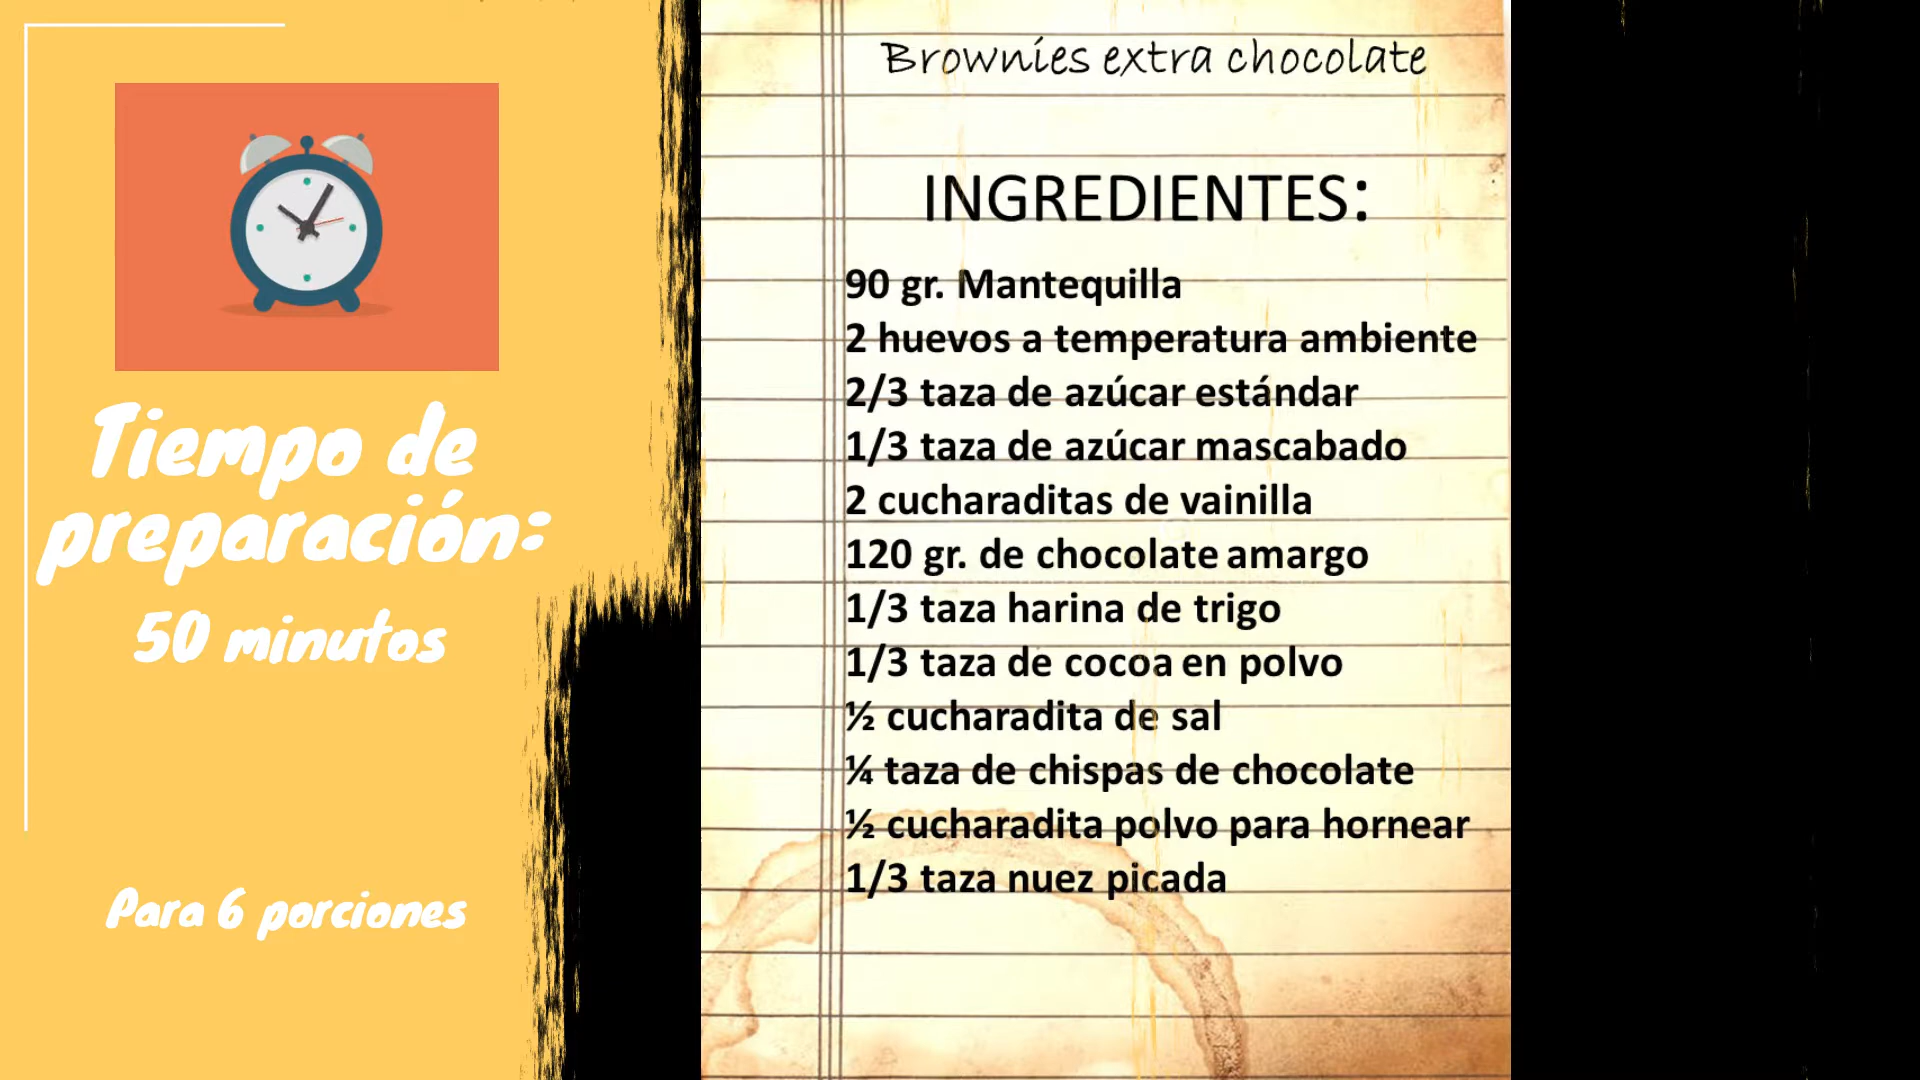 Tiempo de
preparación:
50 minutos
Para 6 porciones
Brownies extra chocolate
INGREDIENTES:
90 gr. Mantequilla
2 huevos a temperatura ambiente
2/3 taza de azúcar estándar
1/3 taza de azúcar mascabado
2 cucharaditas de vainilla
120 gr. de chocolate amargo
1/3 taza harina de trigo
1/3 taza de cocoa en polvo
½ cucharadita de sal
¼ taza de chispas de chocolate
½ cucharadita polvo para hornear
1/3 taza nuez picada